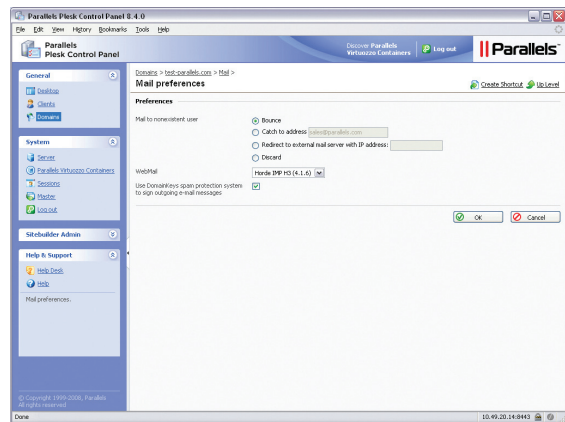 Parallels Plesk Control Panel 8.4.0
File Edit View History Bookmarks Tools Help
Parallels
Plesk Control Panel
Discover Parallels
Virtuozzo Containers
Log out
Parallels
General
Desktop
Clients
Domains
System
Server
Parallels Virtuozzo Containers
Sessions
Master
Log out
Sitebuilder Admin
Help & Support
Help Desk
Help
Mail preferences.
© Copyright 1999-2008, Parallels
All rights reserved
Domains > test-parallels.com > Mail >
Mail preferences
Create Shortcut Up Level
Preferences
Mail to nonexistent user
Bounce
Catch to address sales@parallels.com
Redirect to external mail server with IP address:
Discard
WebMail Horde IMP H3 (4.1.6)
Use DomainKeys spam protection system
to sign outgoing e-mail messages
OK Cancel
Done 10.49.20.14:8443